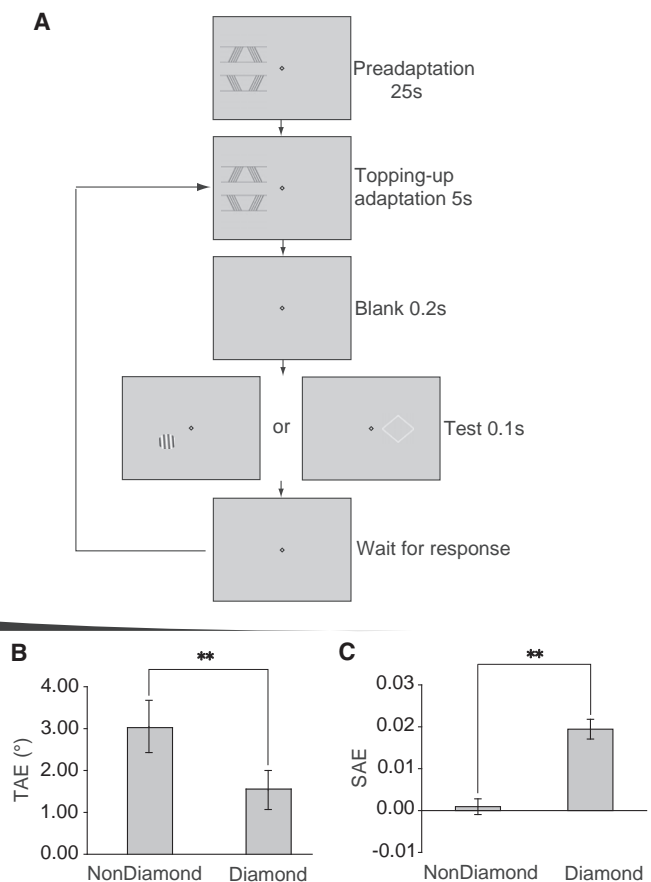 A
Preadaptation
25s
Topping-up
adaptation 5s
Blank 0.2s
or
Test 0.1s
Wait for response
B
**
4.00
3.00
2.00
1.00
0.00
TAE (°)
NonDiamond Diamond
C
**
0.03
0.02
0.01
0.00
-0.01
SAE
NonDiamond Diamond